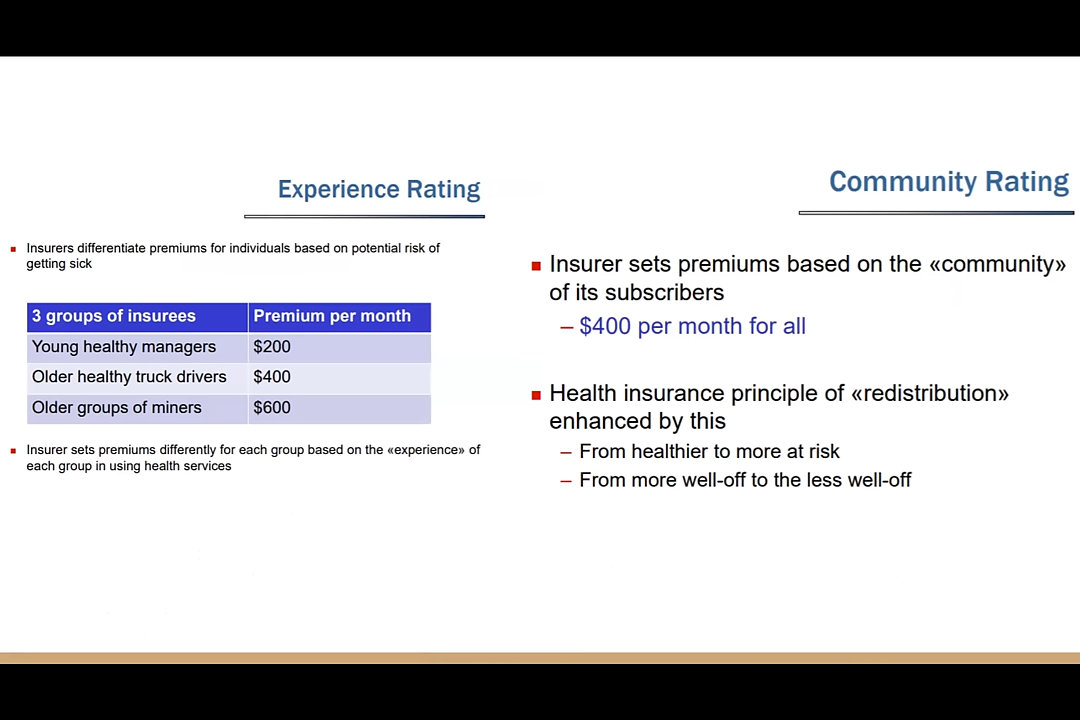 Experience Rating
Insurers differentiate premiums for individuals based on potential risk of
getting sick
3 groups of insurees Premium per month
Young healthy managers $200
Older healthy truck drivers $400
Older groups of miners $600
Insurer sets premiums differently for each group based on the «experience» of
each group in using health services
Community Rating
Insurer sets premiums based on the «community»
of its subscribers
– $400 per month for all
Health insurance principle of «redistribution»
enhanced by this
– From healthier to more at risk
– From more well-off to the less well-off